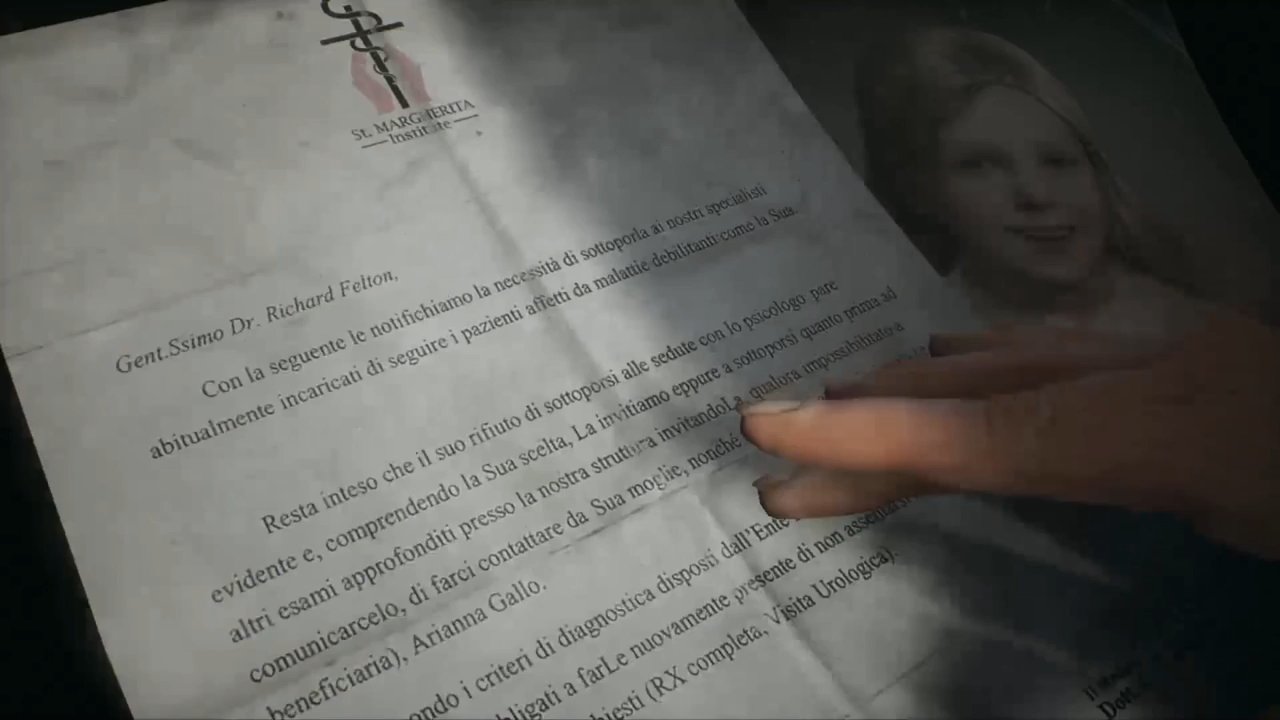 ST. MARGHERITA
Institute
Gent.Ssimo Dr. Richard Felton,
Con la seguente le notifichiamo la necessità di sottoporla ai nostri specialisti
abitualmente incaricati di seguire i pazienti affetti da malattie debilitanti come la Sua.
Resta inteso che il suo rifiuto di sottoporsi alle sedute con lo psicologo pare
evidente e, comprendendo la Sua scelta, La invitiamo eppure a sottoporsi quanto prima ad
altri esami approfonditi presso la nostra struttura invitandoLa, qualora impossibilitato a
comunicarcelo, di farci contattare da Sua moglie, nonché
beneficiaria), Arianna Gallo.
ondo i criteri di diagnostica disposti dall'Ente
bligati a farLe nuovamente presente di non
hiesti (RX completa, Visita Urologica).
Dott.